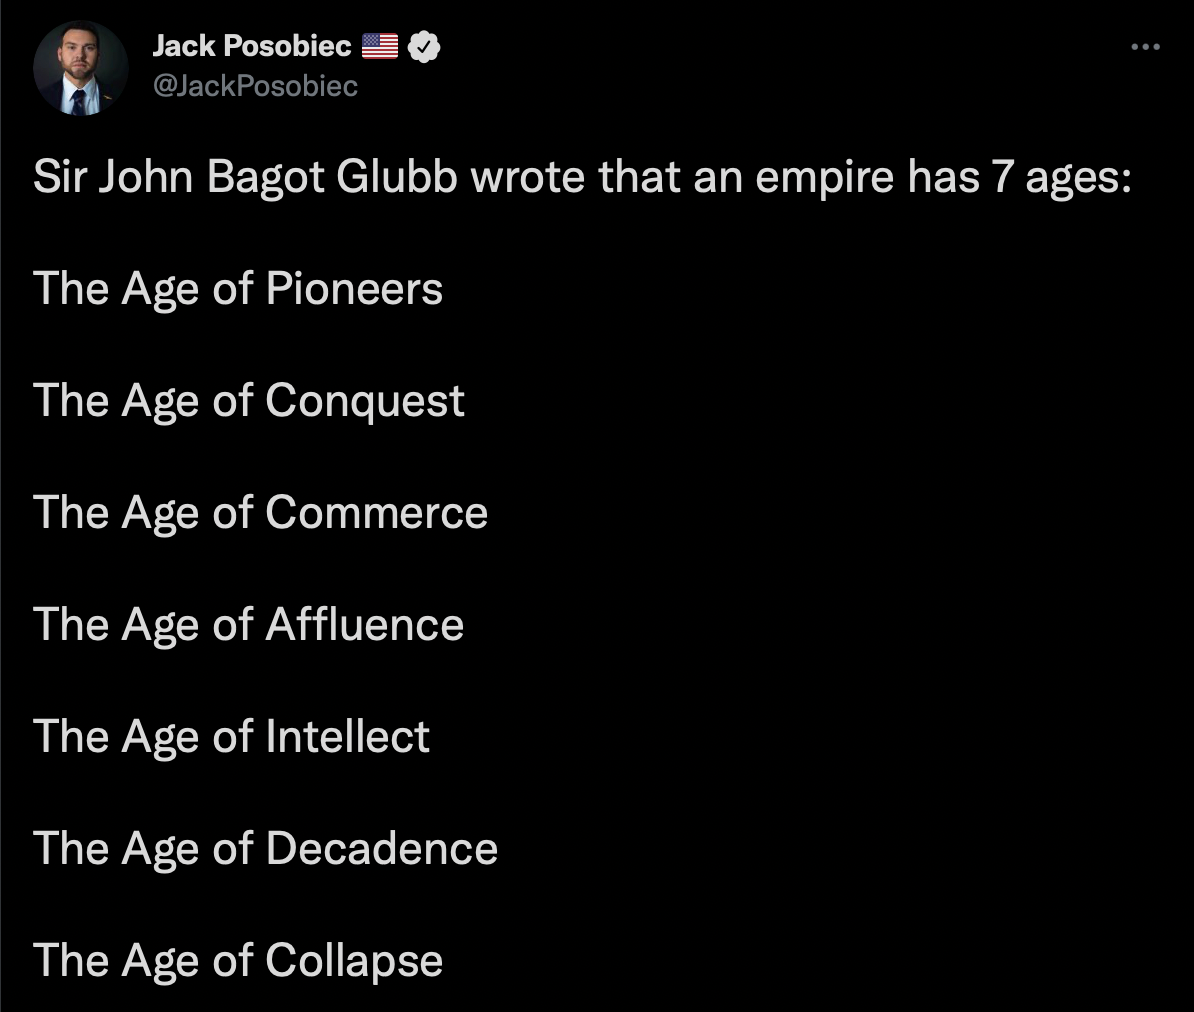 Jack Posobiec 🇺🇸
@JackPosobiec
Sir John Bagot Glubb wrote that an empire has 7 ages:
The Age of Pioneers
The Age of Conquest
The Age of Commerce
The Age of Affluence
The Age of Intellect
The Age of Decadence
The Age of Collapse